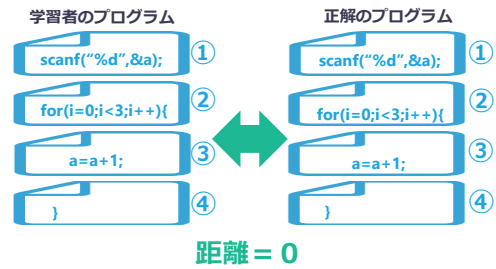 学習者のプログラム
scanf(“%d”,&a); ①
for(i=0;i<3;i++){ ②
a=a+1; ③
} ④
正解のプログラム
scanf(“%d”,&a); ①
for(i=0;i<3;i++){ ②
a=a+1; ③
} ④
距離＝０